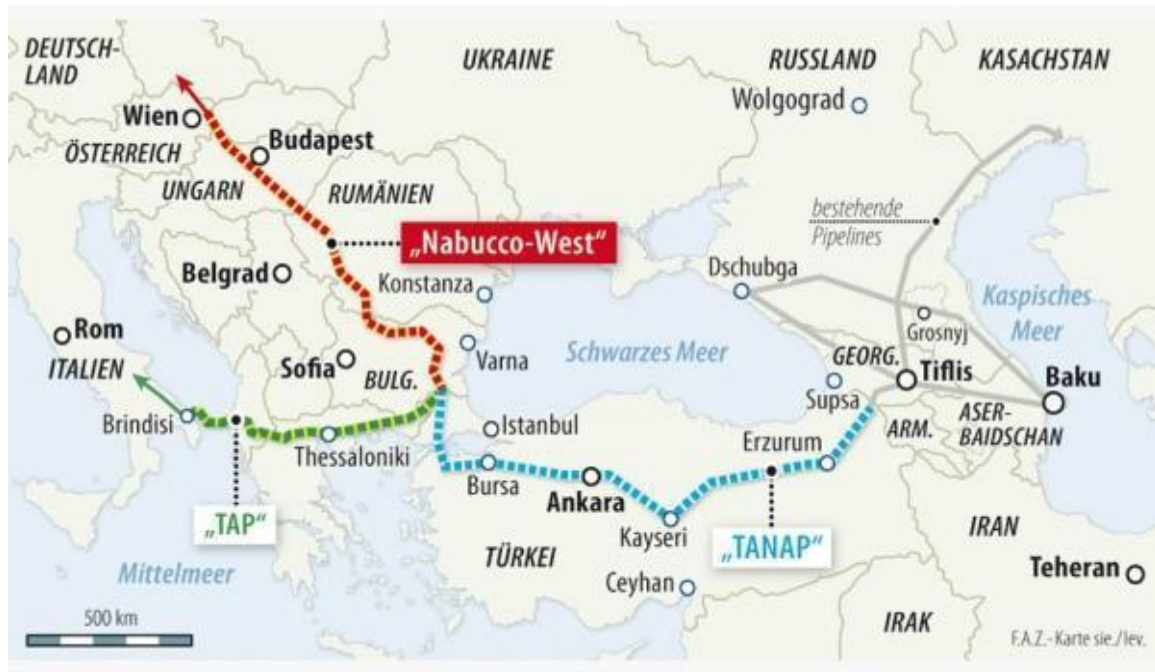 DEUTSCH-
LAND
UKRAINE
RUSSLAND
KASACHSTAN
Wolgograd
Wien
Budapest
ÖSTERREICH
UNGARN
RUMÄNIEN
bestehende
Pipelines
„Nabucco-West“
Belgrad
Konstanza
Dschubga
Kaspisches
Meer
Grosnyj
Rom
ITALIEN
Sofia
BULG.
Varna
Schwarzes Meer
GEORG.
Tiflis
Baku
Supsa
ARM.
ASER-
BAIDSCHAN
Brindisi
Thessaloniki
Istanbul
Erzurum
Bursa
Ankara
Kayseri
„TAP“
„TANAP“
TÜRKEI
IRAN
Mittelmeer
Ceyhan
Teheran
500 km
IRAK
F.A.Z.-Karte sie./lev.